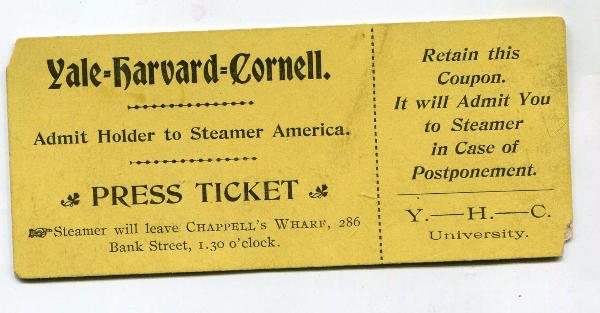 Yale=Harvard=Cornell.
Admit Holder to Steamer America.
PRESS TICKET
Steamer will leave CHAPPELL'S WHARF, 286
Bank Street, 1.30 o'clock.
Retain this
Coupon.
It will Admit You
to Steamer
in Case of
Postponement.
Y.—H.—C.
University.